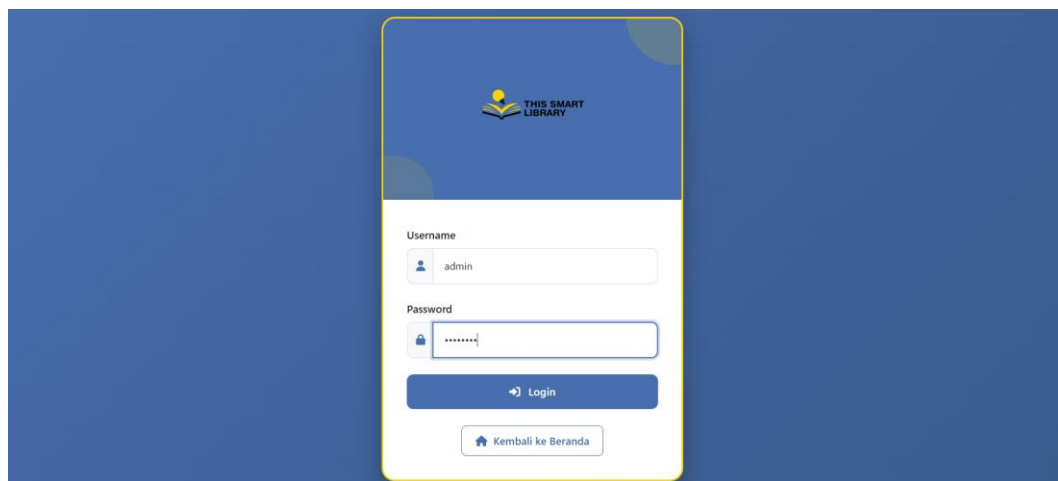 THIS SMART
LIBRARY
Username
admin
Password
••••••••
Login
Kembali ke Beranda